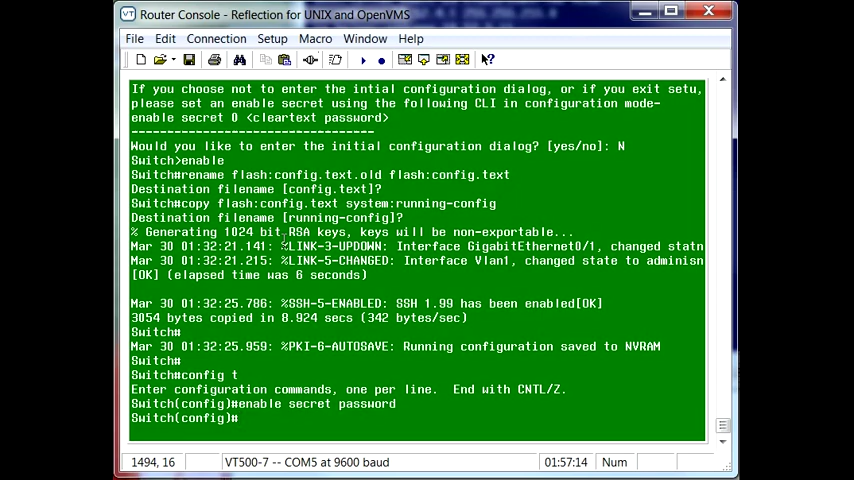 Router Console - Reflection for UNIX and OpenVMS
File Edit Connection Setup Macro Window Help
If you choose not to enter the intial configuration dialog, or if you exit setu,
please set an enable secret using the following CLI in configuration mode-
enable secret 0 <cleartext password>
----------------------------------
Would you like to enter the initial configuration dialog? [yes/no]: N
Switch>enable
Switch#rename flash:config.text.old flash:config.text
Destination filename [config.text]?
Switch#copy flash:config.text system:running-config
Destination filename [running-config]?
% Generating 1024 bit RSA keys, keys will be non-exportable...
Mar 30 01:32:21.141: %LINK-3-UPDOWN: Interface GigabitEthernet0/1, changed statn
Mar 30 01:32:21.215: %LINK-5-CHANGED: Interface Vlan1, changed state to adminisn
[OK] (elapsed time was 6 seconds)
Mar 30 01:32:25.786: %SSH-5-ENABLED: SSH 1.99 has been enabled[OK]
3054 bytes copied in 8.924 secs (342 bytes/sec)
Switch#
Mar 30 01:32:25.959: %PKI-6-AUTOSAVE: Running configuration saved to NVRAM
Switch#
Switch#config t
Enter configuration commands, one per line.  End with CNTL/Z.
Switch(config)#enable secret password
Switch(config)#
1494, 16 VT500-7 -- COM5 at 9600 baud 01:57:14 Num